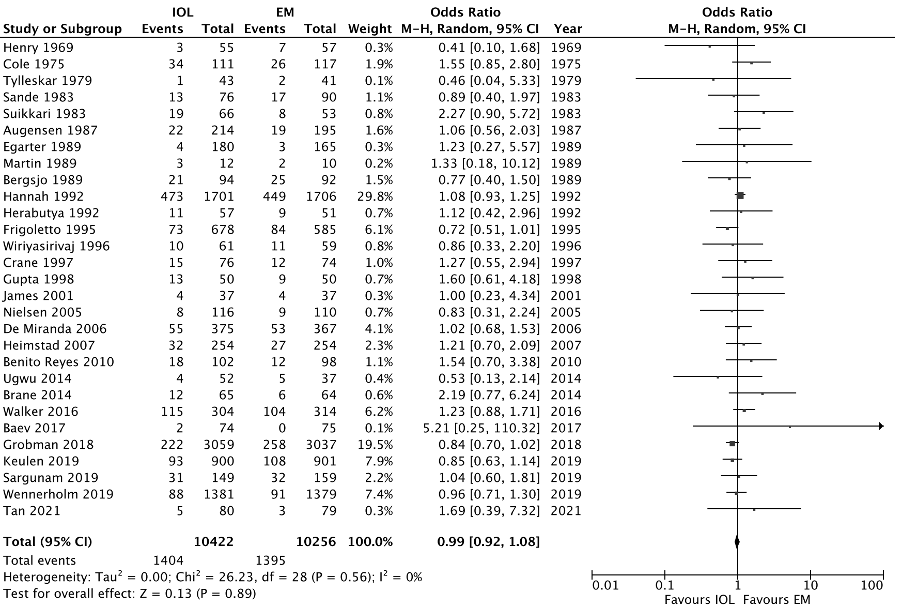 IOL EM Odds Ratio Odds Ratio
Study or Subgroup Events Total Events Total Weight M-H, Random, 95% CI Year M-H, Random, 95% CI
Henry 1969 3 55 7 57 0.3% 0.41 [0.10, 1.68] 1969
Cole 1975 34 111 26 117 1.6% 1.55 [0.85, 2.80] 1975
Tylleskar 1979 1 43 2 41 0.1% 0.46 [0.04, 5.33] 1979
Sande 1983 13 76 17 90 1.1% 0.89 [0.40, 1.97] 1983
Suikkari 1983 19 66 8 53 0.8% 2.27 [0.90, 5.72] 1983
Augensen 1987 22 214 19 195 1.6% 1.06 [0.56, 2.03] 1987
Egarter 1989 4 180 3 165 0.3% 1.23 [0.27, 5.57] 1989
Martin 1989 3 12 2 10 0.2% 1.33 [0.18, 10.12] 1989
Bergsjo 1989 21 94 25 92 1.5% 0.77 [0.40, 1.50] 1989
Hannah 1992 473 1701 449 1706 29.8% 1.08 [0.93, 1.25] 1992
Herabutya 1992 11 57 9 51 0.7% 1.12 [0.42, 2.96] 1992
Frigoletto 1995 73 678 84 585 5.6% 0.72 [0.51, 1.01] 1995
Wiriyasirivaj 1996 10 61 11 59 0.8% 0.86 [0.33, 2.20] 1996
Crane 1997 15 76 12 74 1.0% 1.27 [0.55, 2.94] 1997
Gupta 1998 13 50 9 50 0.7% 1.60 [0.61, 4.18] 1998
James 2001 4 37 4 37 0.3% 1.00 [0.23, 4.34] 2001
Nielsen 2005 8 116 9 110 0.7% 0.83 [0.31, 2.24] 2005
De Miranda 2006 55 375 53 367 4.1% 1.02 [0.68, 1.53] 2006
Heimstad 2007 32 254 27 254 2.3% 1.21 [0.70, 2.09] 2007
Benito Reyes 2010 18 102 12 98 1.1% 1.54 [0.70, 3.38] 2010
Ugwu 2014 4 52 5 37 0.4% 0.53 [0.13, 2.14] 2014
Brane 2014 12 65 6 64 0.6% 2.19 [0.77, 6.24] 2014
Walker 2016 115 304 104 314 6.2% 1.23 [0.88, 1.71] 2016
Baev 2017 2 74 0 75 0.1% 5.21 [0.25, 110.32] 2017
Grobman 2018 222 3059 258 3037 19.5% 0.84 [0.70, 1.02] 2018
Keulen 2019 93 900 108 901 7.9% 0.85 [0.63, 1.14] 2019
Sargunam 2019 31 149 32 159 2.2% 1.04 [0.60, 1.81] 2019
Wennerholm 2019 88 1381 91 1379 7.4% 0.96 [0.71, 1.30] 2019
Tan 2021 5 80 3 79 0.3% 1.69 [0.39, 7.32] 2021
Total (95% CI) 10422 10256 100.0% 0.99 [0.92, 1.08]
Total events 1404 1395
Heterogeneity: Tau² = 0.00; Chi² = 26.23, df = 28 (P = 0.56); I² = 0%
Test for overall effect: Z = 0.13 (P = 0.89)
0.01 0.1 1 10 100
Favours IOL Favours EM